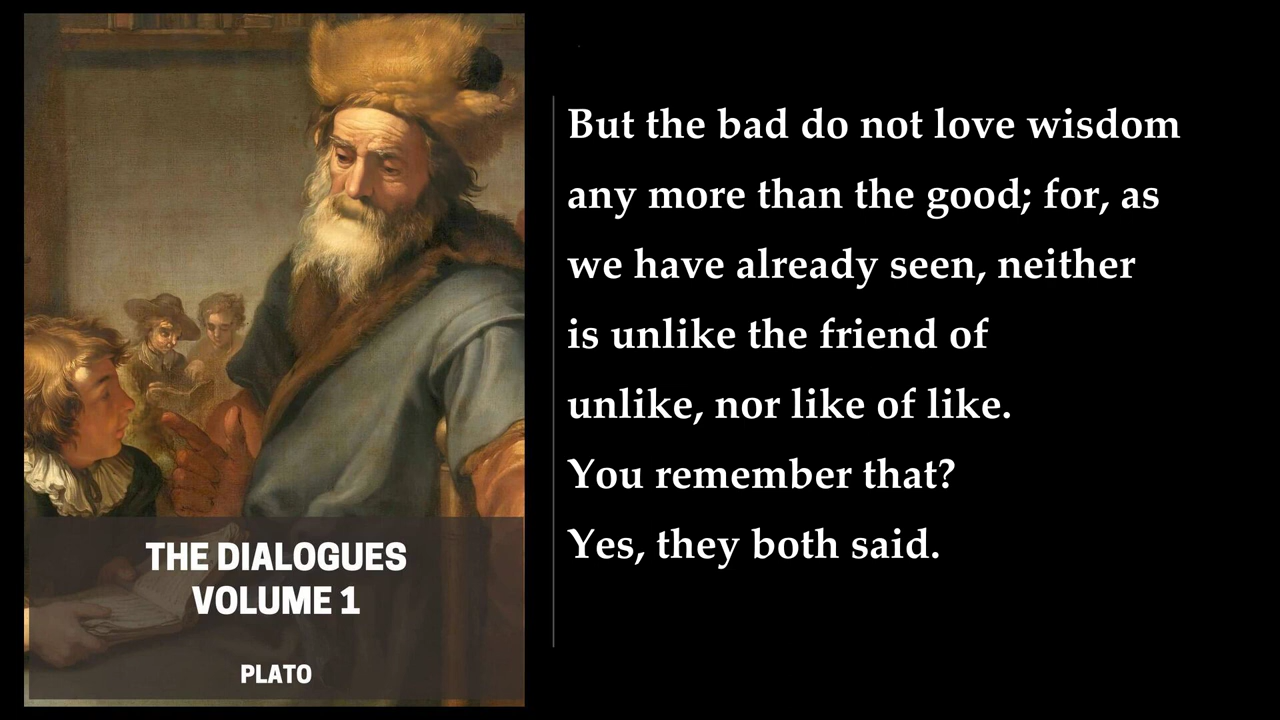 THE DIALOGUES
VOLUME 1
PLATO
But the bad do not love wisdom
any more than the good; for, as
we have already seen, neither
is unlike the friend of
unlike, nor like of like.
You remember that?
Yes, they both said.